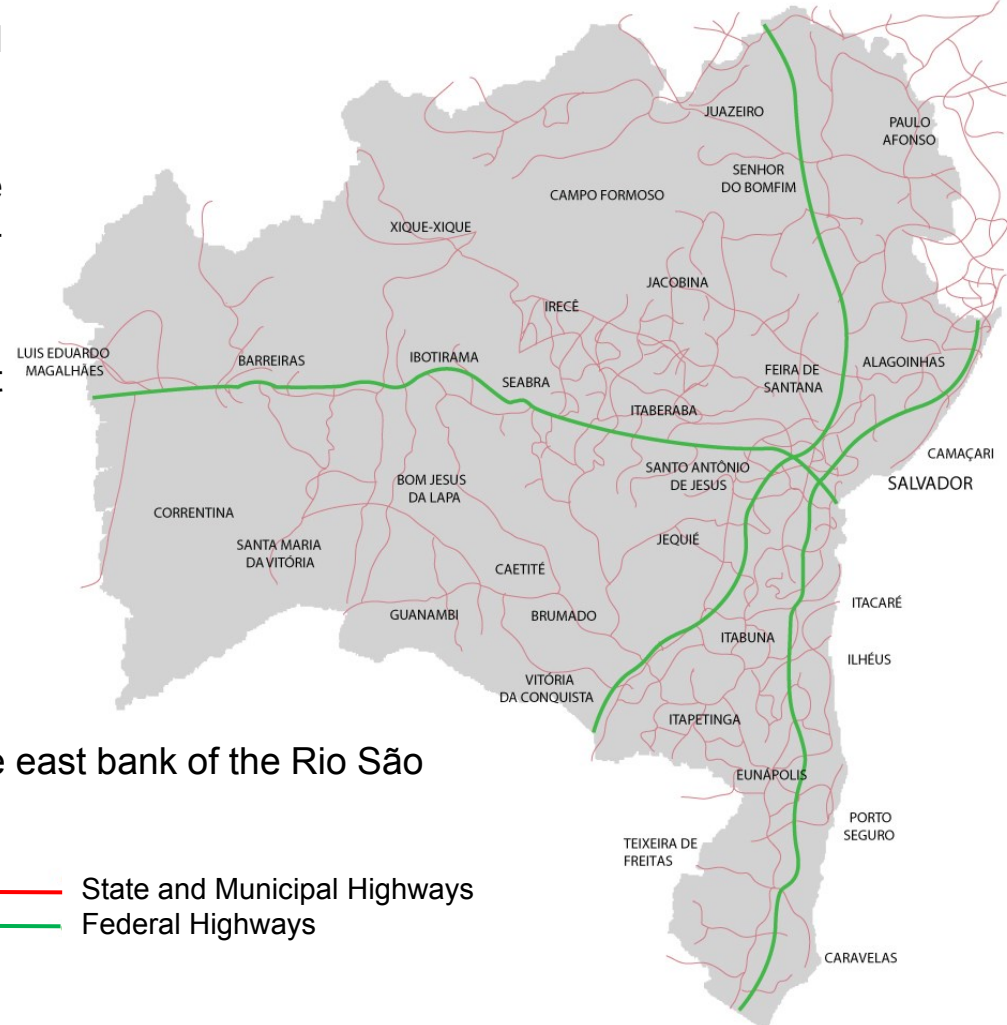 JUAZEIRO
PAULO
AFONSO
SENHOR
DO BOMFIM
CAMPO FORMOSO
XIQUE-XIQUE
JACOBINA
IRECÊ
LUIS EDUARDO
MAGALHÃES
BARREIRAS
IBOTIRAMA
SEABRA
FEIRA DE
SANTANA
ALAGOINHAS
ITABERABA
CAMAÇARI
SALVADOR
SANTO ANTÔNIO
DE JESUS
BOM JESUS
DA LAPA
CORRENTINA
SANTA MARIA
DA VITÓRIA
JEQUIÉ
CAETITÉ
ITACARÉ
GUANAMBI
BRUMADO
ITABUNA
ILHÉUS
VITÓRIA
DA CONQUISTA
ITAPETINGA
e east bank of the Rio São
EUNÁPOLIS
PORTO
SEGURO
TEIXEIRA DE
FREITAS
State and Municipal Highways
Federal Highways
CARAVELAS